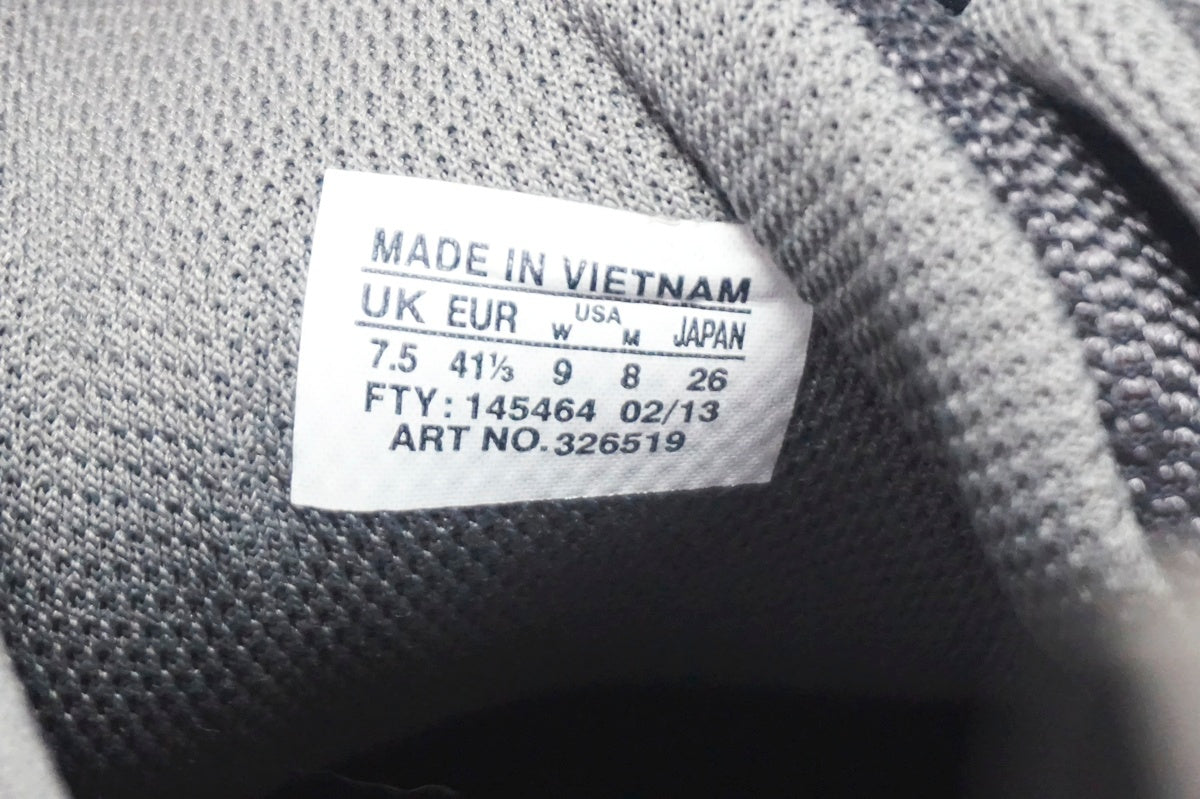 MADE IN VIETNAM
UK EUR USA JAPAN
W M
7.5 41⅓ 9 8 26
FTY: 145464 02/13
ART NO. 326519